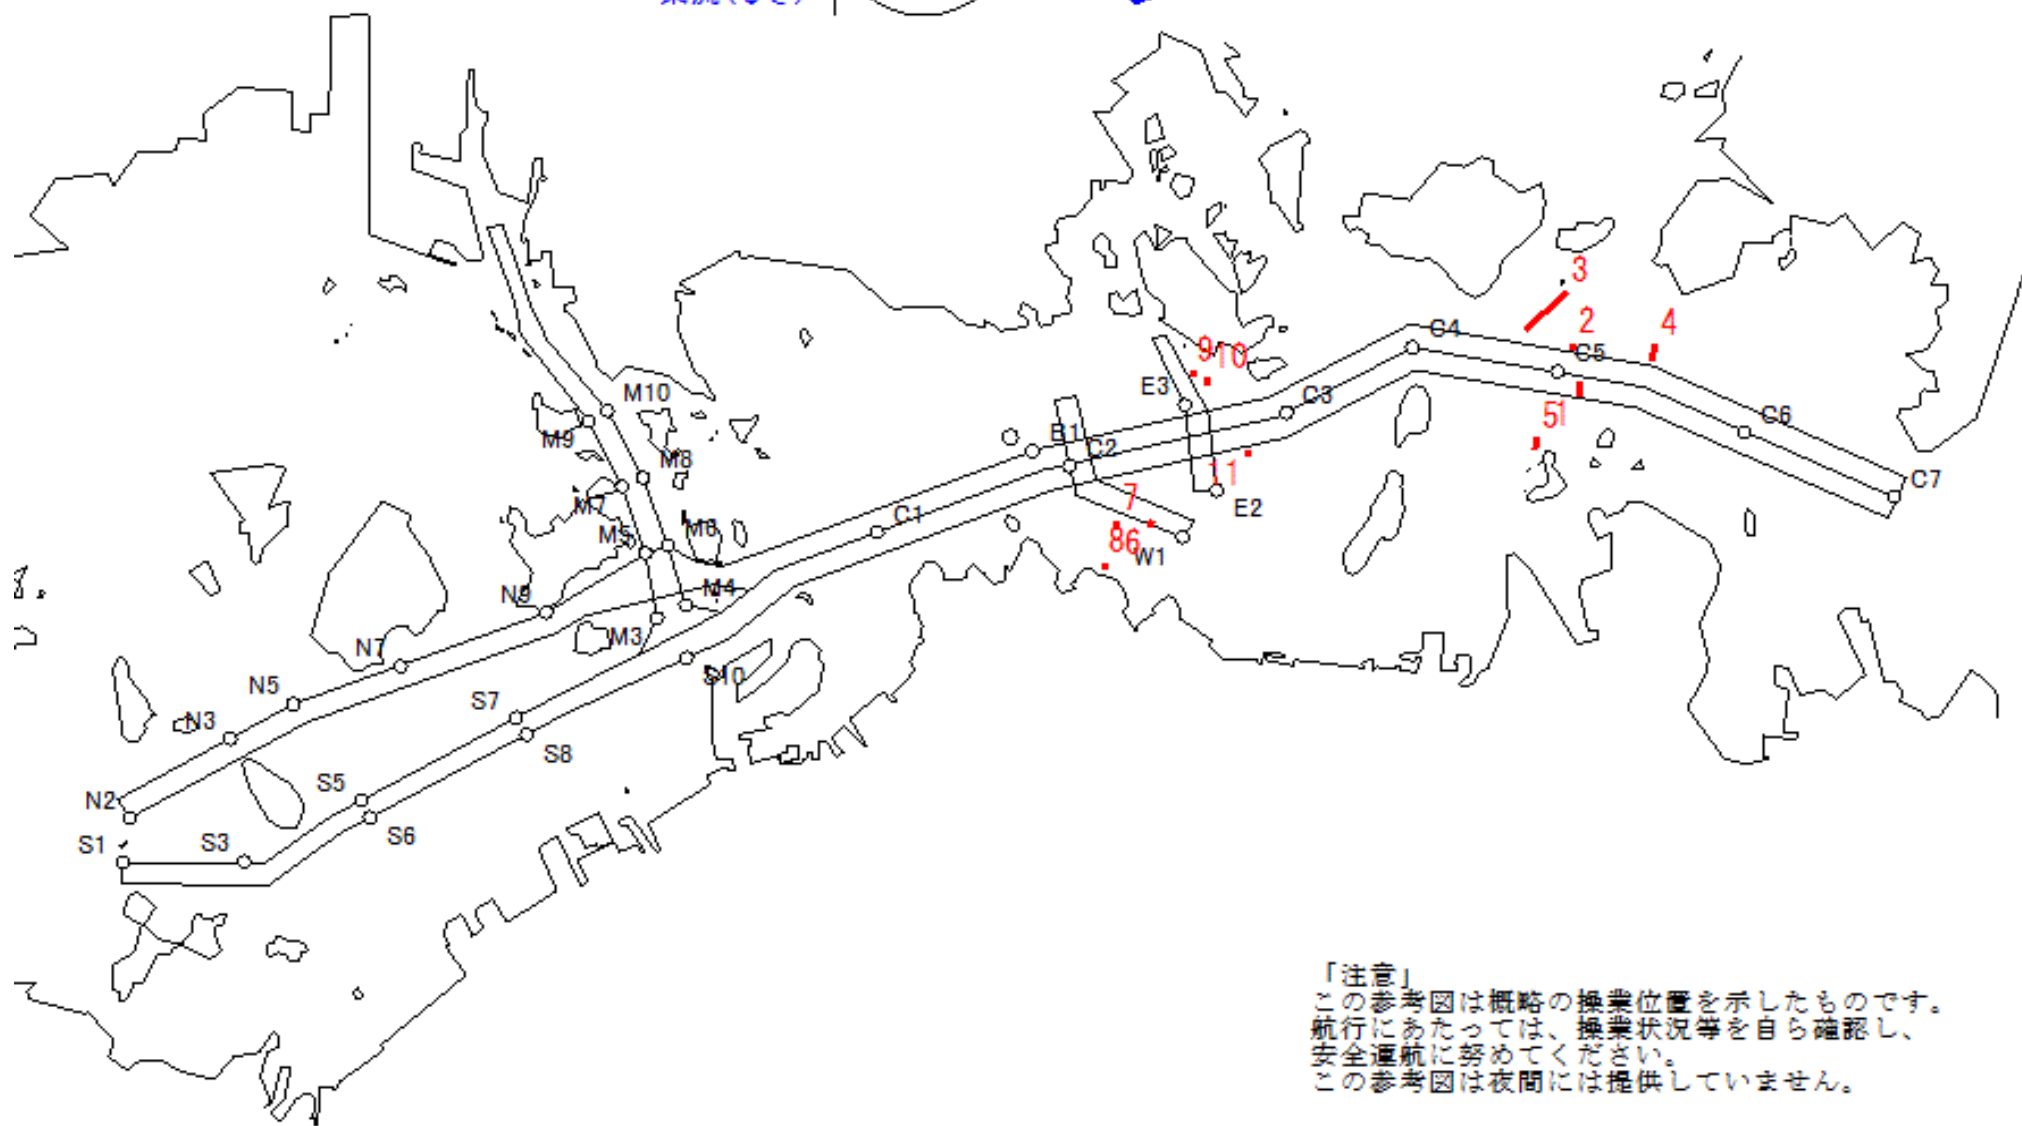 3
2
4
C4
C5
9
10
E3
M10
C3
51
C6
M9
B1
C2
M8
11
C7
M7
7
E2
M5
M6
C1
86
W1
N9
M4
M3
N7
S10
N5
S7
N3
S8
S5
N2
S6
S1
S3
「注意」
この参考図は概略の操業位置を示したものです。
航行にあたっては、操業状況等を自ら確認し、
安全運航に努めてください。
この参考図は夜間には提供していません。